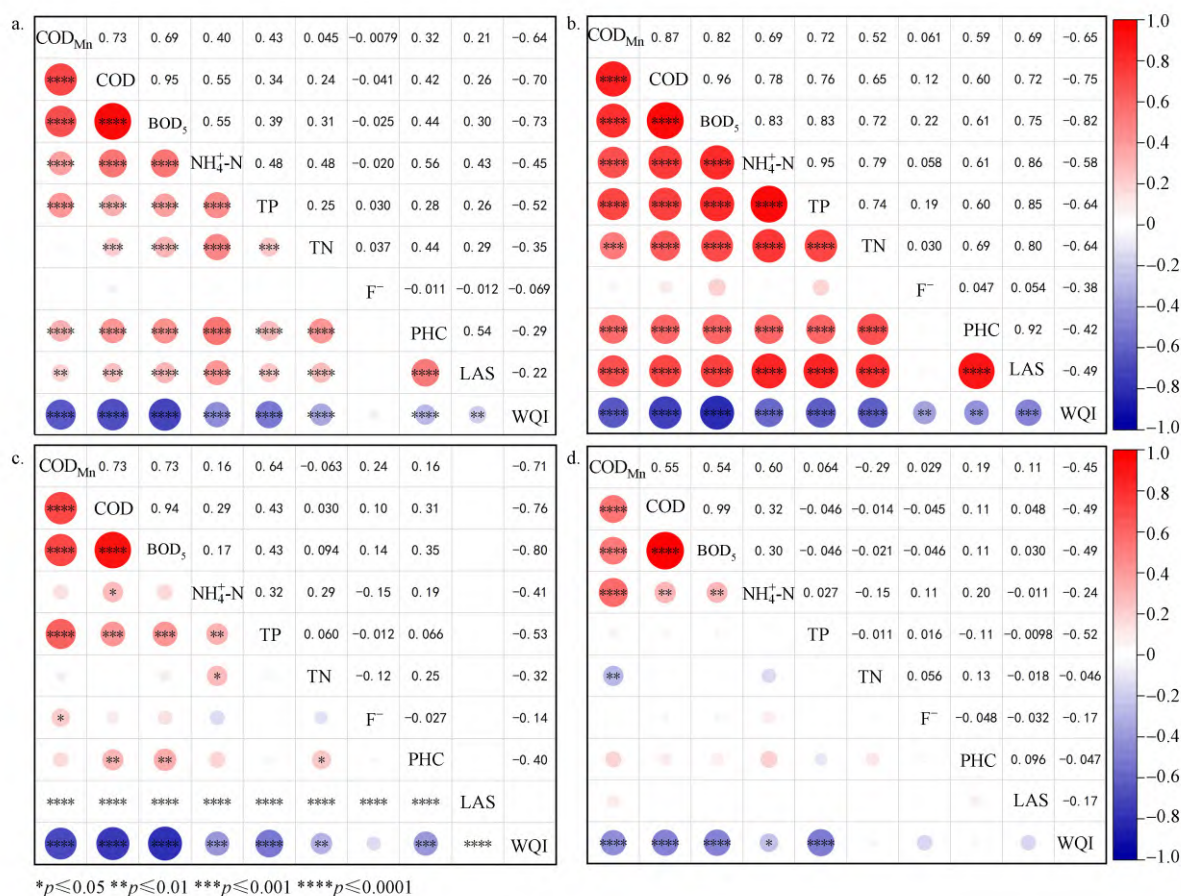 a.
COD_Mn 0.73 0.69 0.40 0.43 0.045 −0.0079 0.32 0.21 −0.64
**** COD 0.95 0.55 0.34 0.24 −0.041 0.42 0.26 −0.70
**** **** BOD₅ 0.55 0.39 0.31 −0.025 0.44 0.30 −0.73
**** **** **** NH₄⁺-N 0.48 0.48 −0.020 0.56 0.43 −0.45
**** **** **** **** TP 0.25 0.030 0.28 0.26 −0.52
*** **** **** *** TN 0.037 0.44 0.29 −0.35
F⁻ −0.011 −0.012 −0.069
**** **** **** **** **** **** PHC 0.54 −0.29
** *** **** **** *** **** **** LAS −0.22
**** **** **** **** **** **** **** ** WQI
b.
COD_Mn 0.87 0.82 0.69 0.72 0.52 0.061 0.59 0.69 −0.65
**** COD 0.96 0.78 0.76 0.65 0.12 0.60 0.72 −0.75
**** **** BOD₅ 0.83 0.83 0.72 0.22 0.61 0.75 −0.82
**** **** **** NH₄⁺-N 0.95 0.79 0.058 0.61 0.86 −0.58
**** **** **** **** TP 0.74 0.19 0.60 0.85 −0.64
*** **** **** **** **** TN 0.030 0.69 0.80 −0.64
F⁻ 0.047 0.054 −0.38
**** **** **** **** **** **** PHC 0.92 −0.42
**** **** **** **** **** **** **** LAS −0.49
**** **** **** **** **** **** ** ** *** WQI
1.0
0.8
0.6
0.4
0.2
0
−0.2
−0.4
−0.6
−0.8
−1.0
c.
COD_Mn 0.73 0.73 0.16 0.64 −0.063 0.24 0.16 −0.71
**** COD 0.94 0.29 0.43 0.030 0.10 0.31 −0.76
**** **** BOD₅ 0.17 0.43 0.094 0.14 0.35 −0.80
* NH₄⁺-N 0.32 0.29 −0.15 0.19 −0.41
**** *** *** ** TP 0.060 −0.012 0.066 −0.53
* TN −0.12 0.25 −0.32
* F⁻ −0.027 −0.14
** ** * PHC −0.40
**** **** **** **** **** **** **** **** LAS
**** **** **** *** **** ** *** **** WQI
d.
COD_Mn 0.55 0.54 0.60 0.064 −0.29 0.029 0.19 0.11 −0.45
**** COD 0.99 0.32 −0.046 −0.014 −0.045 0.11 0.048 −0.49
**** **** BOD₅ 0.30 −0.046 −0.021 −0.046 0.11 0.030 −0.49
**** ** ** NH₄⁺-N 0.027 −0.15 0.11 0.20 −0.011 −0.24
TP −0.011 0.016 −0.11 −0.0098 −0.52
** TN 0.056 0.13 −0.018 −0.046
F⁻ −0.048 −0.032 −0.17
PHC 0.096 −0.047
LAS −0.17
**** **** **** * **** WQI
1.0
0.8
0.6
0.4
0.2
0
−0.2
−0.4
−0.6
−0.8
−1.0
*p≤0.05 **p≤0.01 ***p≤0.001 ****p≤0.0001